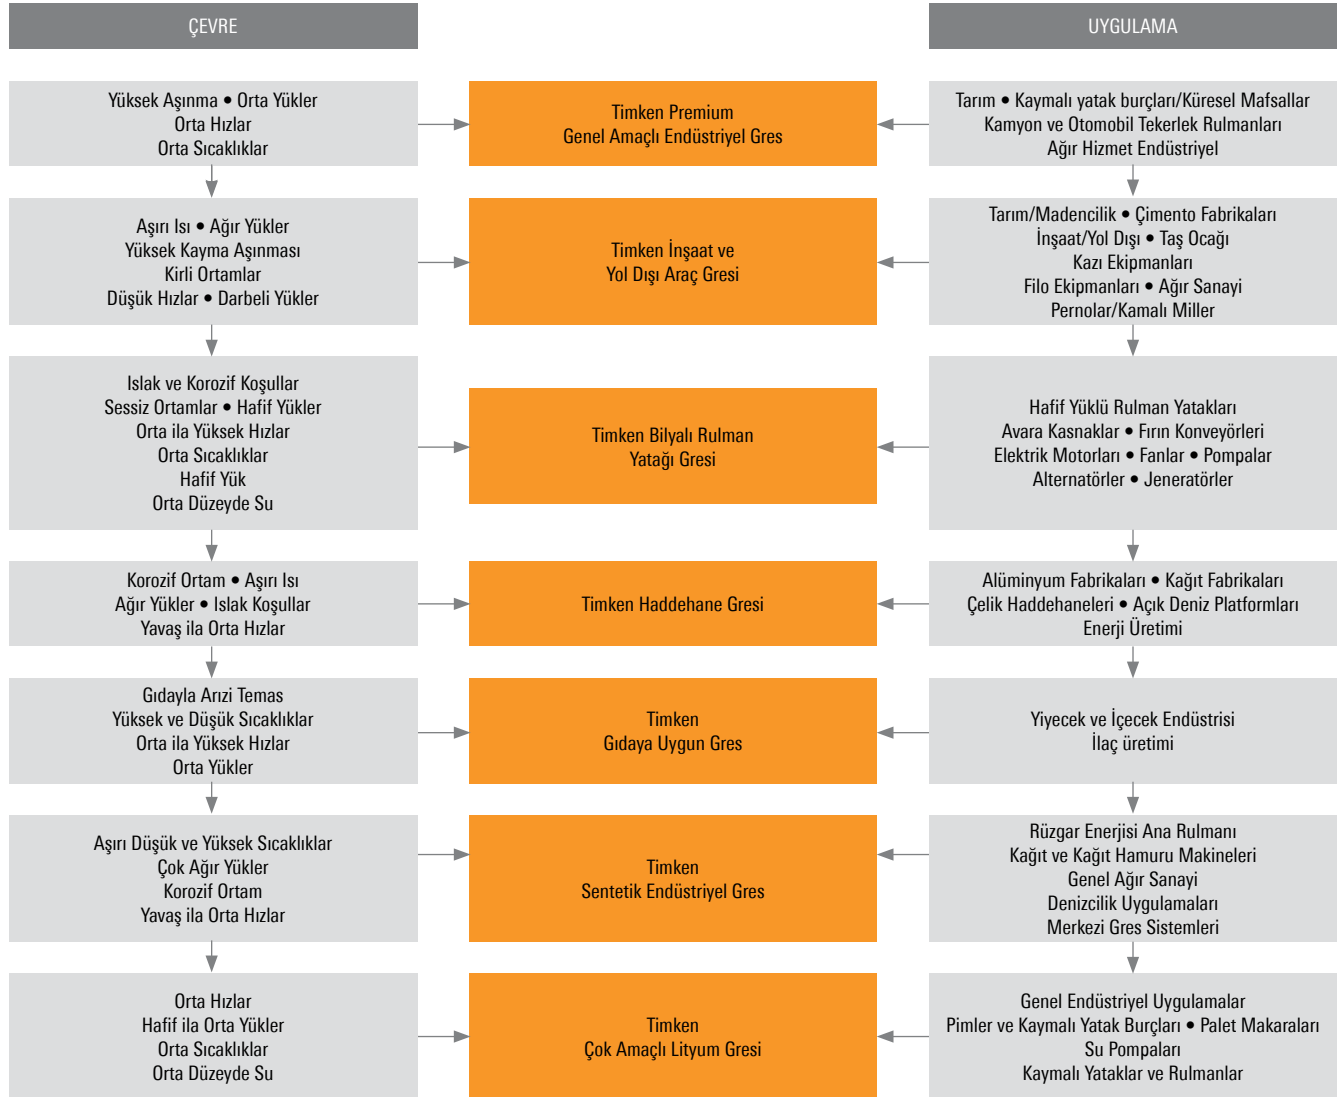 ÇEVRE
UYGULAMA
Yüksek Aşınma • Orta Yükler
Orta Hızlar
Orta Sıcaklıklar
Timken Premium
Genel Amaçlı Endüstriyel Gres
Tarım • Kaymalı yatak burçları/Küresel Mafsallar
Kamyon ve Otomobil Tekerlek Rulmanları
Ağır Hizmet Endüstriyel
Aşırı Isı • Ağır Yükler
Yüksek Kayma Aşınması
Kirli Ortamlar
Düşük Hızlar • Darbeli Yükler
Timken İnşaat ve
Yol Dışı Araç Gresi
Tarım/Madencilik • Çimento Fabrikaları
İnşaat/Yol Dışı • Taş Ocağı
Kazı Ekipmanları
Filo Ekipmanları • Ağır Sanayi
Pernolar/Kamalı Miller
Islak ve Korozif Koşullar
Sessiz Ortamlar • Hafif Yükler
Orta ila Yüksek Hızlar
Orta Sıcaklıklar
Hafif Yük
Orta Düzeyde Su
Timken Bilyalı Rulman
Yatağı Gresi
Hafif Yüklü Rulman Yatakları
Avara Kasnaklar • Fırın Konveyörleri
Elektrik Motorları • Fanlar • Pompalar
Alternatörler • Jeneratörler
Korozif Ortam • Aşırı Isı
Ağır Yükler • Islak Koşullar
Yavaş ila Orta Hızlar
Timken Haddehane Gresi
Alüminyum Fabrikaları • Kağıt Fabrikaları
Çelik Haddehaneleri • Açık Deniz Platformları
Enerji Üretimi
Gıdayla Arızi Temas
Yüksek ve Düşük Sıcaklıklar
Orta ila Yüksek Hızlar
Orta Yükler
Timken
Gıdaya Uygun Gres
Yiyecek ve İçecek Endüstrisi
İlaç üretimi
Aşırı Düşük ve Yüksek Sıcaklıklar
Çok Ağır Yükler
Korozif Ortam
Yavaş ila Orta Hızlar
Timken
Sentetik Endüstriyel Gres
Rüzgar Enerjisi Ana Rulmanı
Kağıt ve Kağıt Hamuru Makineleri
Genel Ağır Sanayi
Denizcilik Uygulamaları
Merkezi Gres Sistemleri
Orta Hızlar
Hafif ila Orta Yükler
Orta Sıcaklıklar
Orta Düzeyde Su
Timken
Çok Amaçlı Lityum Gresi
Genel Endüstriyel Uygulamalar
Pimler ve Kaymalı Yatak Burçları • Palet Makaraları
Su Pompaları
Kaymalı Yataklar ve Rulmanlar